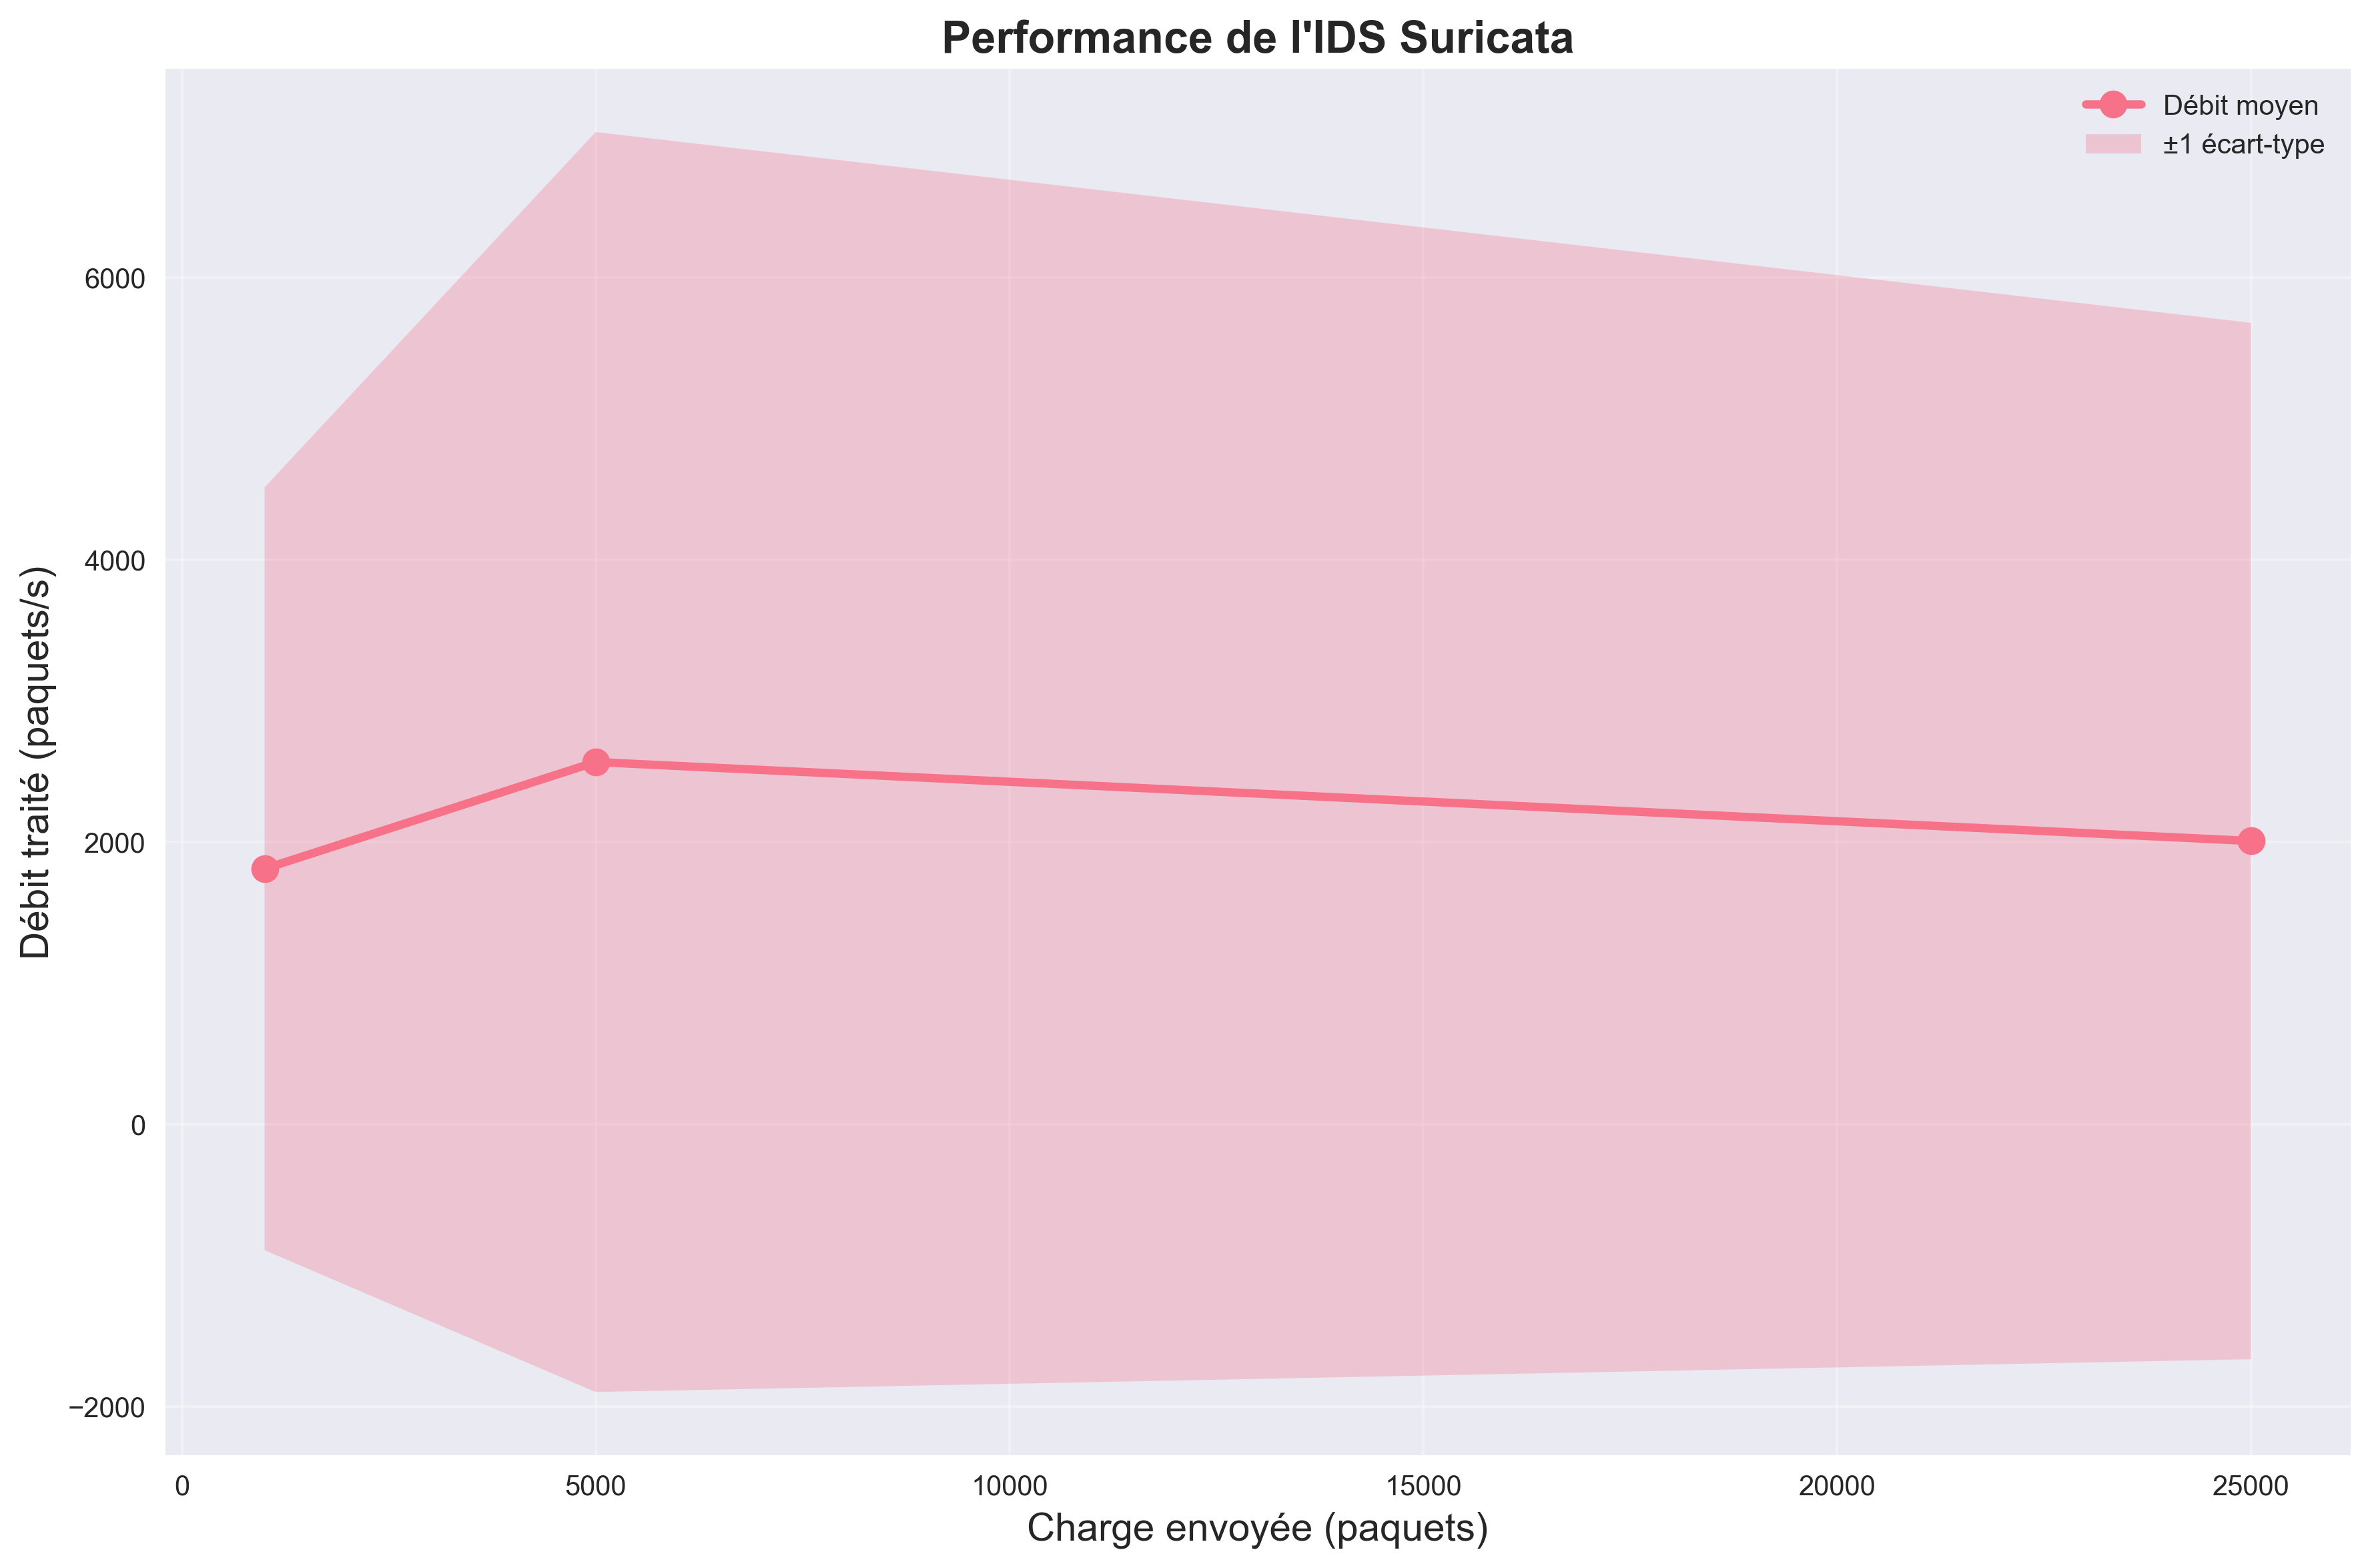 Performance de l'IDS Suricata
Débit moyen
±1 écart-type
Débit traité (paquets/s)
6000
4000
2000
0
−2000
0 5000 10000 15000 20000 25000
Charge envoyée (paquets)